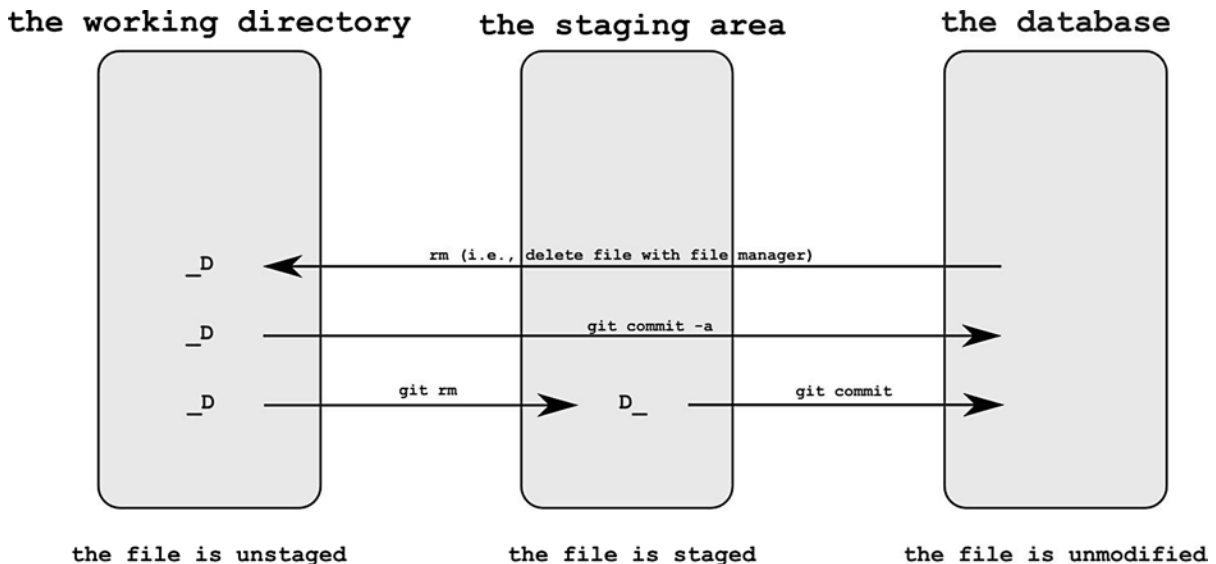 the working directory
the staging area
the database
rm (i.e., delete file with file manager)
_D
git commit -a
_D
git rm
git commit
_D
D_
the file is unstaged
the file is staged
the file is unmodified